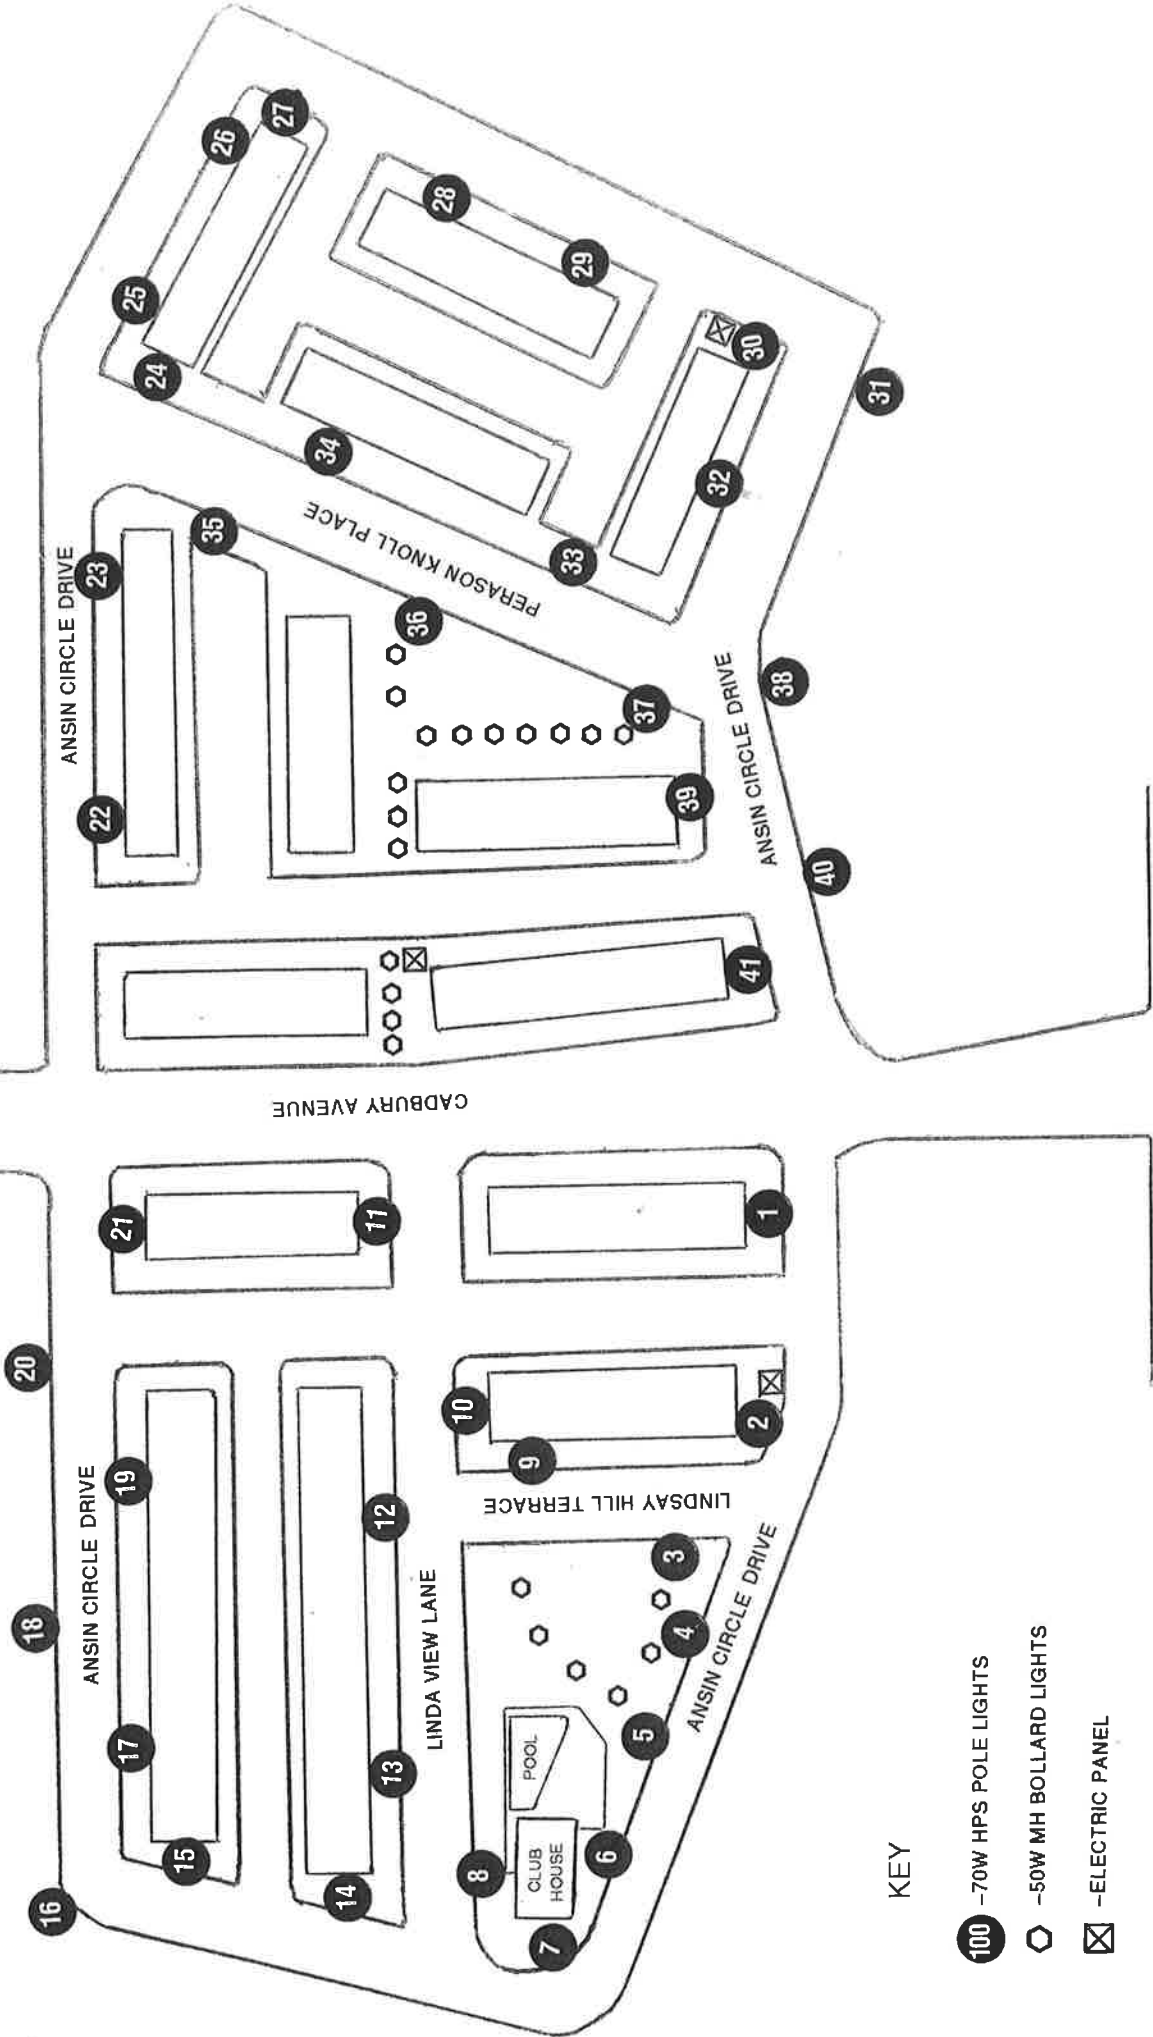 ANSIN CIRCLE DRIVE
ANSIN CIRCLE DRIVE
PERASON KNOLL PLACE
ANSIN CIRCLE DRIVE
CADBURY AVENUE
LINDA VIEW LANE
LINDSAY HILL TERRACE
ANSIN CIRCLE DRIVE
POOL
CLUB
HOUSE
1
2
3
4
5
6
7
8
9
10
11
12
13
14
15
16
17
18
19
20
21
22
23
24
25
26
27
28
29
30
31
32
33
34
35
36
37
38
39
40
41
KEY
100 -70W HPS POLE LIGHTS
-50W MH BOLLARD LIGHTS
-ELECTRIC PANEL